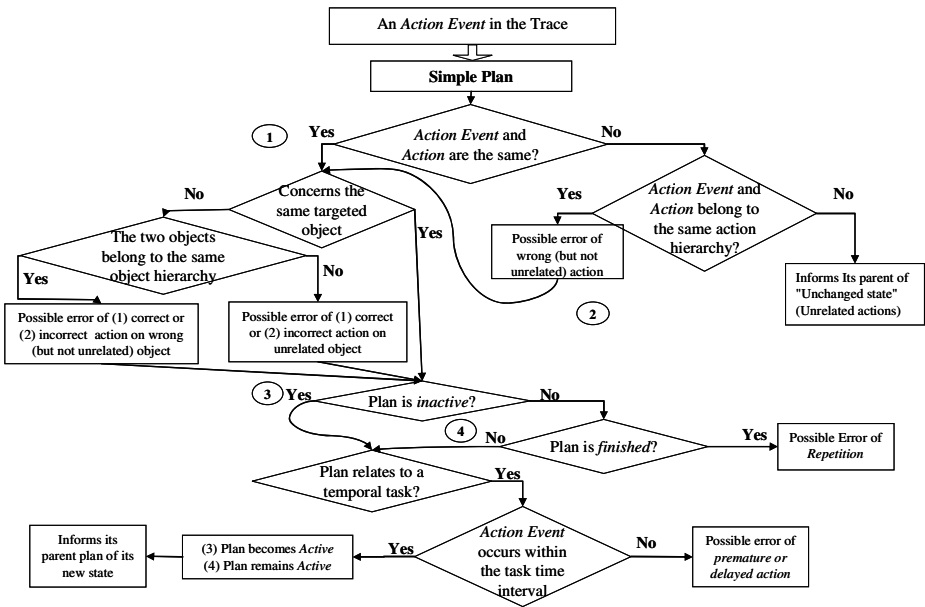 An Action Event in the Trace
Simple Plan
1
Yes
Action Event and
Action are the same?
No
No
Concerns the
same targeted
object
Yes
Yes
Action Event and
Action belong to
the same action
hierarchy?
No
The two objects
belong to the same
object hierarchy
Yes
No
Possible error of
wrong (but not
unrelated) action
2
Informs Its parent of
"Unchanged state"
(Unrelated actions)
Possible error of (1) correct or
(2) incorrect action on wrong
(but not unrelated) object
Possible error of (1) correct
or (2) incorrect action on
unrelated object
3
Yes
Plan is inactive?
No
4
No
Plan is finished?
Yes
Possible Error of
Repetition
Plan relates to a
temporal task?
Yes
Informs its
parent plan of its
new state
(3) Plan becomes Active
(4) Plan remains Active
Yes
Action Event
occurs within
the task time
interval
No
Possible error of
premature or
delayed action